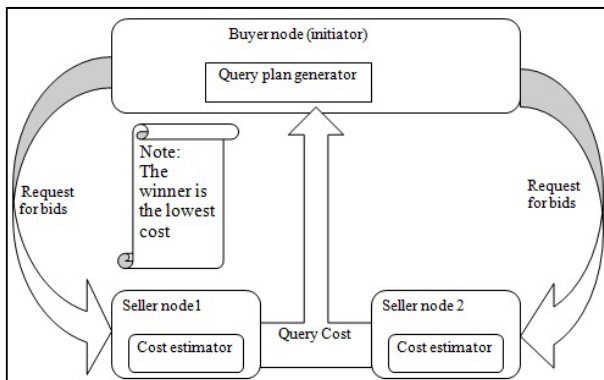 Buyer node (initiator)
Query plan generator
Note:
The
winner is
the lowest
cost
Request
for bids
Request
for bids
Seller node1
Seller node 2
Query Cost
Cost estimator
Cost estimator